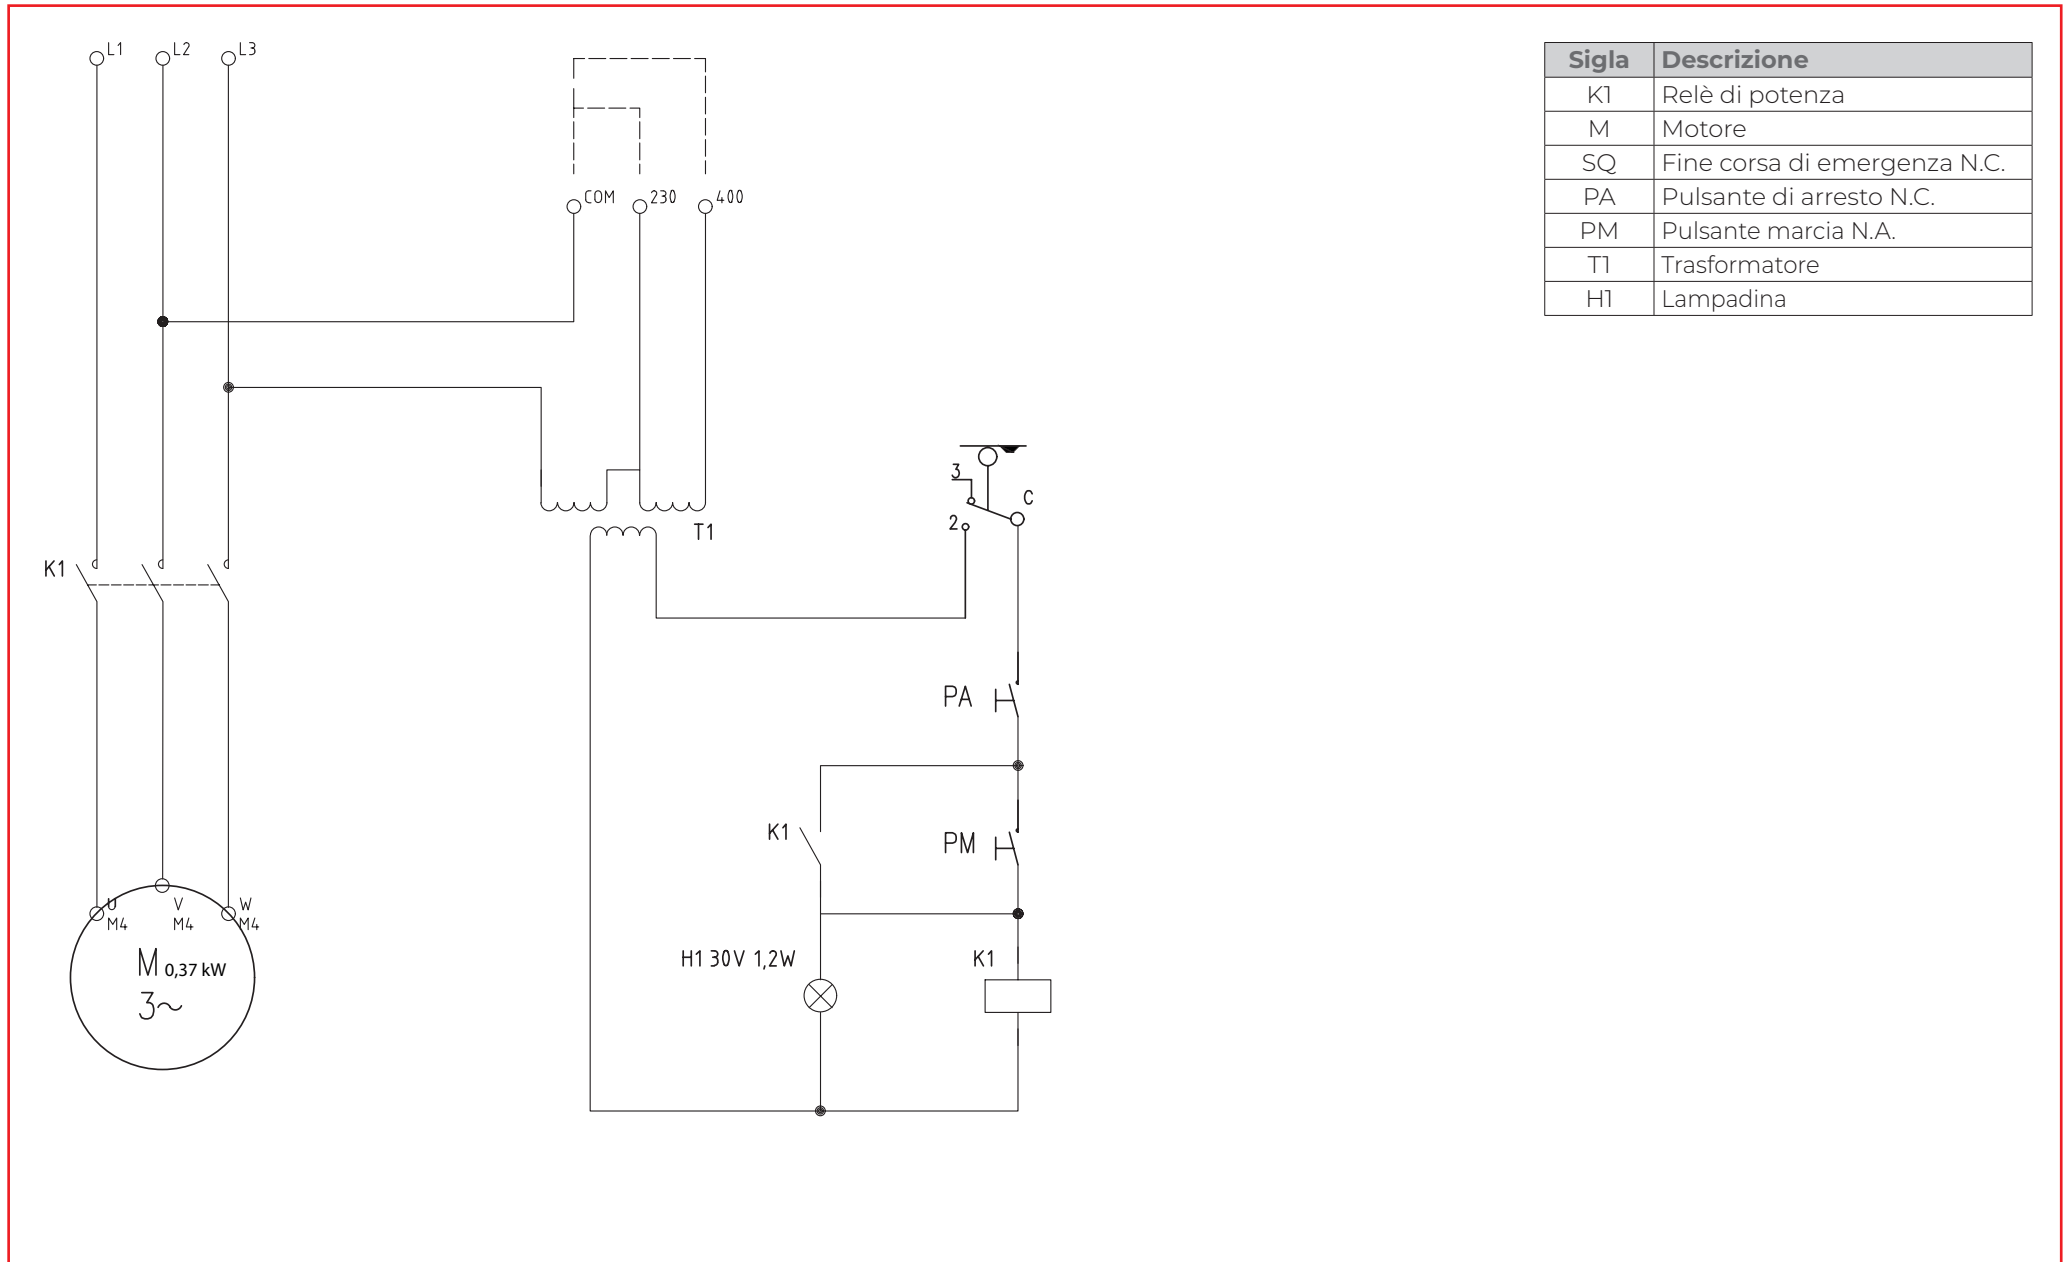 L1 L2 L3
Sigla Descrizione
K1 Relè di potenza
M Motore
SQ Fine corsa di emergenza N.C.
PA Pulsante di arresto N.C.
PM Pulsante marcia N.A.
T1 Trasformatore
H1 Lampadina
COM 230 400
3
C
2
T1
K1
PA
K1
PM
U V W
M4 M4 M4
M 0,37 kW
3~
H1 30V 1,2W
K1